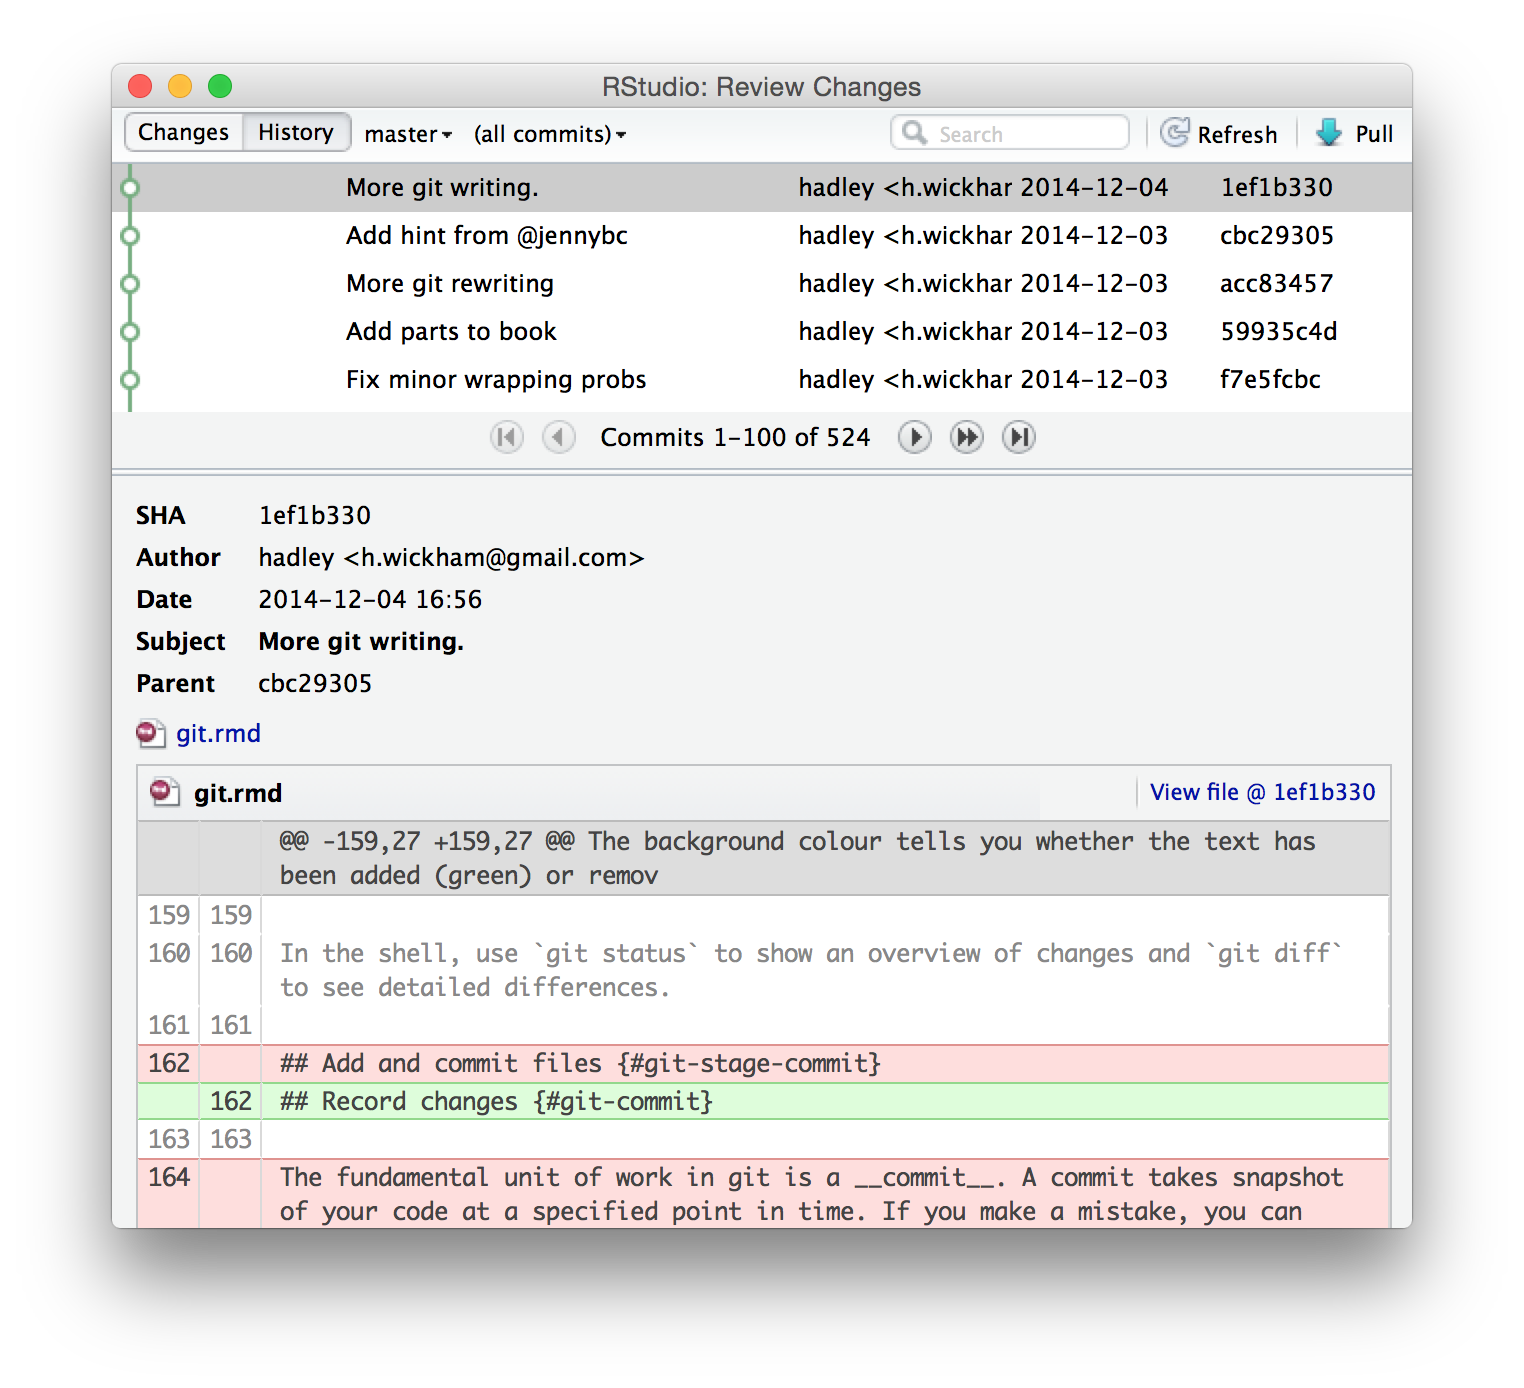 RStudio: Review Changes
Changes History master (all commits) Search Refresh Pull
More git writing. hadley <h.wickhar 2014-12-04 1ef1b330
Add hint from @jennybc hadley <h.wickhar 2014-12-03 cbc29305
More git rewriting hadley <h.wickhar 2014-12-03 acc83457
Add parts to book hadley <h.wickhar 2014-12-03 59935c4d
Fix minor wrapping probs hadley <h.wickhar 2014-12-03 f7e5fcbc
Commits 1-100 of 524
SHA 1ef1b330
Author hadley <h.wickham@gmail.com>
Date 2014-12-04 16:56
Subject More git writing.
Parent cbc29305
git.rmd
git.rmd View file @ 1ef1b330
@@ -159,27 +159,27 @@ The background colour tells you whether the text has
been added (green) or remov
159 159
160 160 In the shell, use `git status` to show an overview of changes and `git diff`
to see detailed differences.
161 161
162 ## Add and commit files {#git-stage-commit}
162 ## Record changes {#git-commit}
163 163
164 The fundamental unit of work in git is a __commit__. A commit takes snapshot
of your code at a specified point in time. If you make a mistake, you can